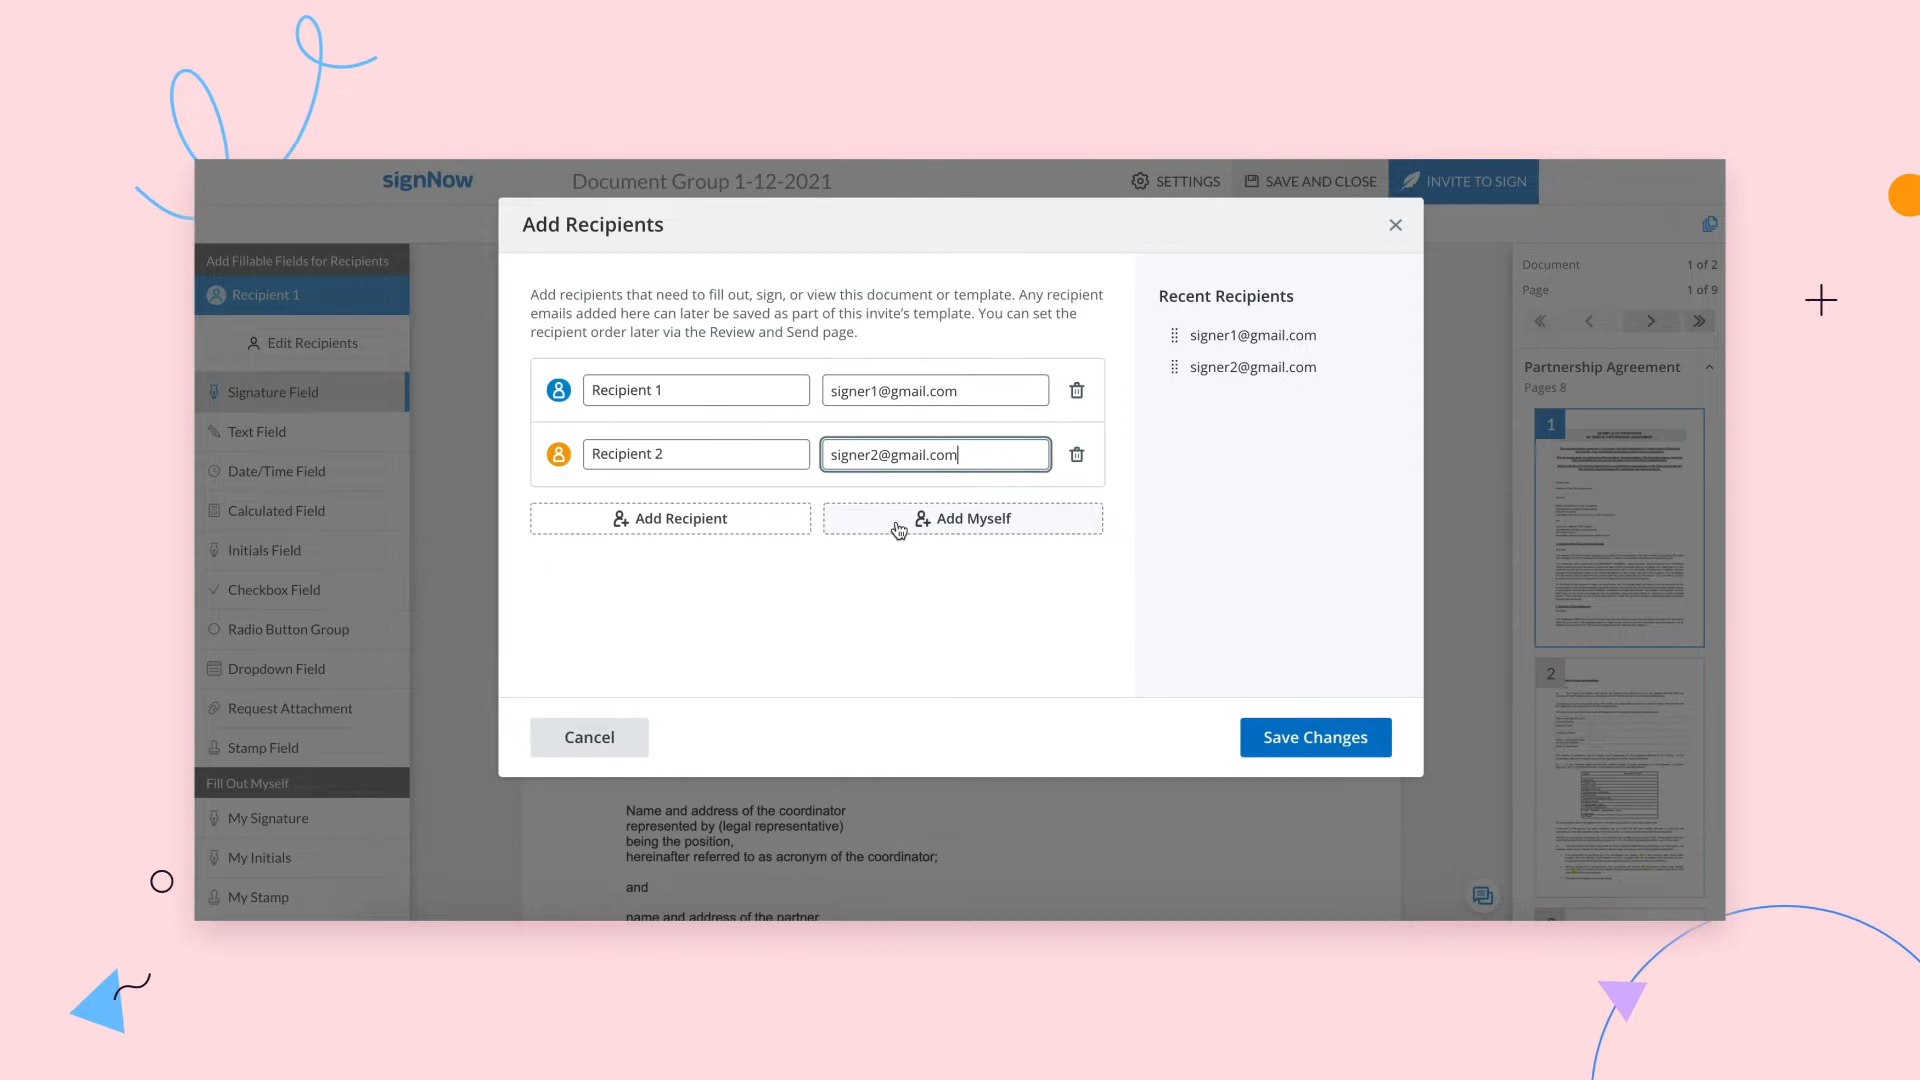 signNow
Document Group 1-12-2021
SETTINGS
SAVE AND CLOSE
INVITE TO SIGN
Add Fillable Fields for Recipients
Recipient 1
Edit Recipients
Signature Field
Text Field
Date/Time Field
Calculated Field
Initials Field
Checkbox Field
Radio Button Group
Dropdown Field
Request Attachment
Stamp Field
Fill Out Myself
My Signature
My Initials
My Stamp
Add Recipients
Add recipients that need to fill out, sign, or view this document or template. Any recipient
emails added here can later be saved as part of this invite's template. You can set the
recipient order later via the Review and Send page.
Recipient 1
signer1@gmail.com
Recipient 2
signer2@gmail.com
Add Recipient
Add Myself
Recent Recipients
signer1@gmail.com
signer2@gmail.com
Cancel
Save Changes
Name and address of the coordinator
represented by (legal representative)
being the position,
hereinafter referred to as acronym of the coordinator;
and
name and address of the partner
Document 1 of 2
Page 1 of 9
Partnership Agreement
Pages 8
1
2